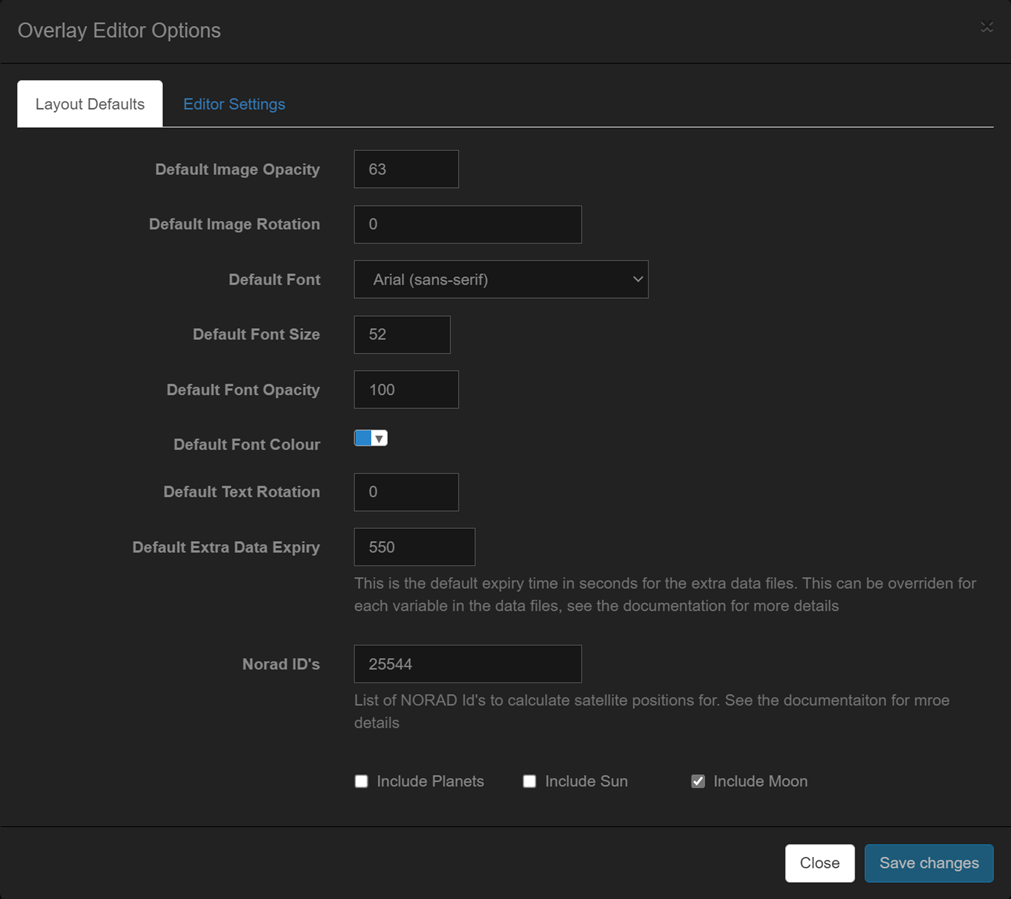 Overlay Editor Options
Layout Defaults Editor Settings
Default Image Opacity 63
Default Image Rotation 0
Default Font Arial (sans-serif)
Default Font Size 52
Default Font Opacity 100
Default Font Colour
Default Text Rotation 0
Default Extra Data Expiry 550
This is the default expiry time in seconds for the extra data files. This can be overriden for
each variable in the data files, see the documentation for more details
Norad ID's 25544
List of NORAD Id's to calculate satellite positions for. See the documentaiton for mroe
details
Include Planets Include Sun Include Moon
Close Save changes